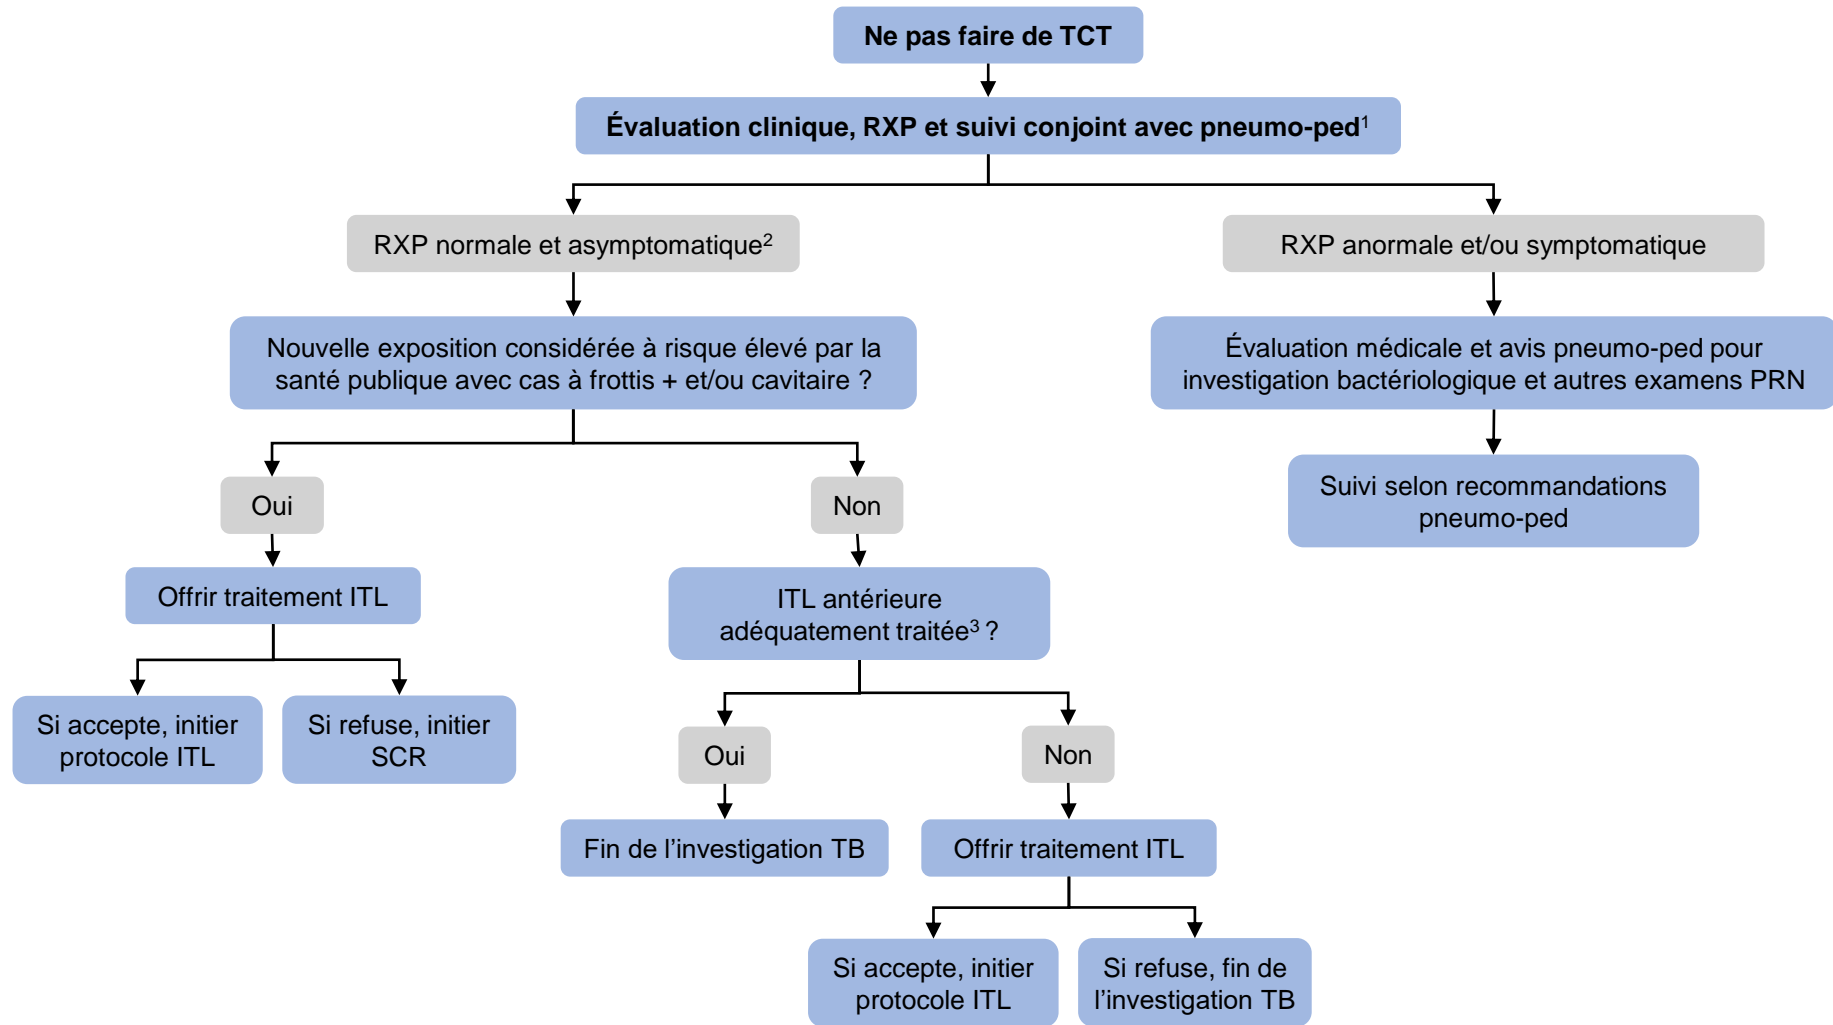 Ne pas faire de TCT
Évaluation clinique, RXP et suivi conjoint avec pneumo-ped¹
RXP normale et asymptomatique²
RXP anormale et/ou symptomatique
Nouvelle exposition considérée à risque élevé par la
santé publique avec cas à frottis + et/ou cavitaire ?
Évaluation médicale et avis pneumo-ped pour
investigation bactériologique et autres examens PRN
Oui
Non
Suivi selon recommandations
pneumo-ped
Offrir traitement ITL
ITL antérieure
adéquatement traitée³ ?
Si accepte, initier
protocole ITL
Si refuse, initier
SCR
Oui
Non
Fin de l’investigation TB
Offrir traitement ITL
Si accepte, initier
protocole ITL
Si refuse, fin de
l’investigation TB